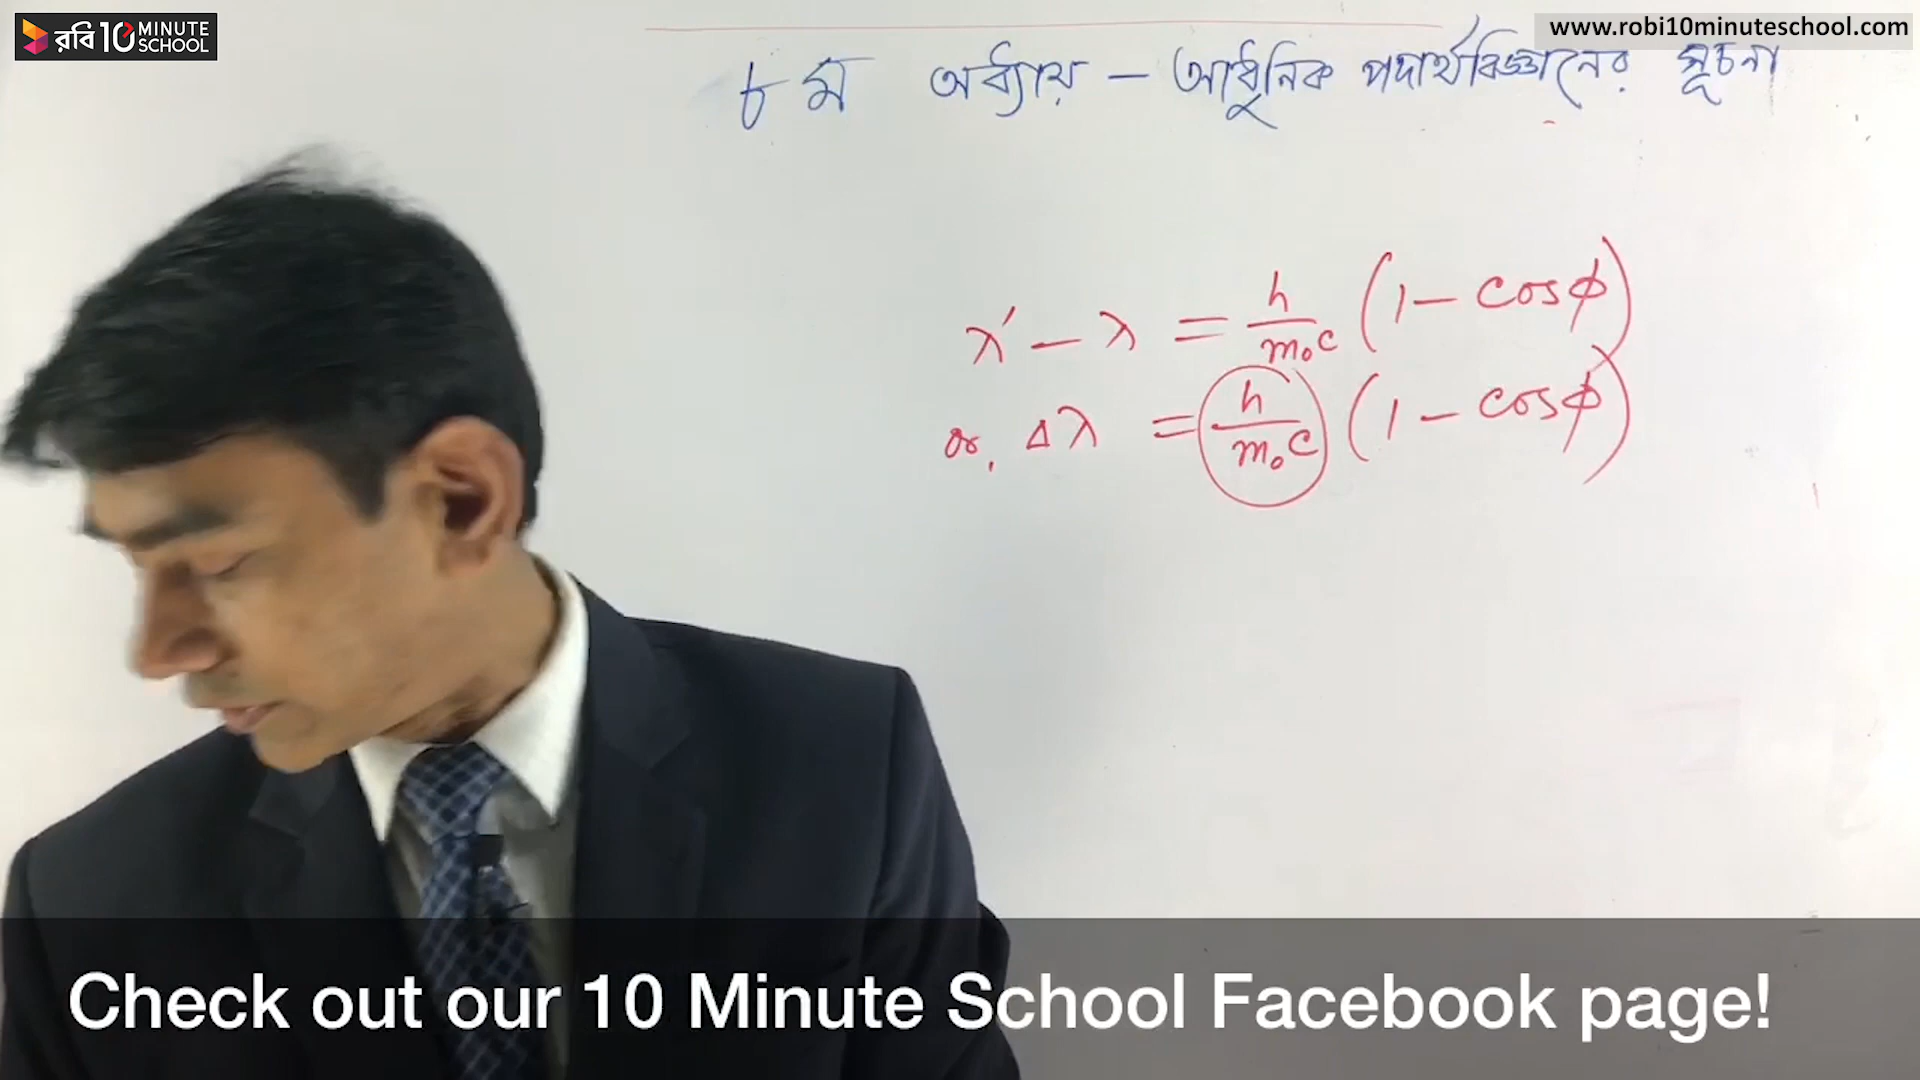 রবি 10 MINUTE SCHOOL
www.robi10minuteschool.com
৮ম অধ্যায় – আধুনিক পদার্থবিজ্ঞানের সূচনা
λ′ – λ = h/m₀c (1 – cosφ)
or, Δλ = h/m₀c (1 – cosφ)
Check out our 10 Minute School Facebook page!